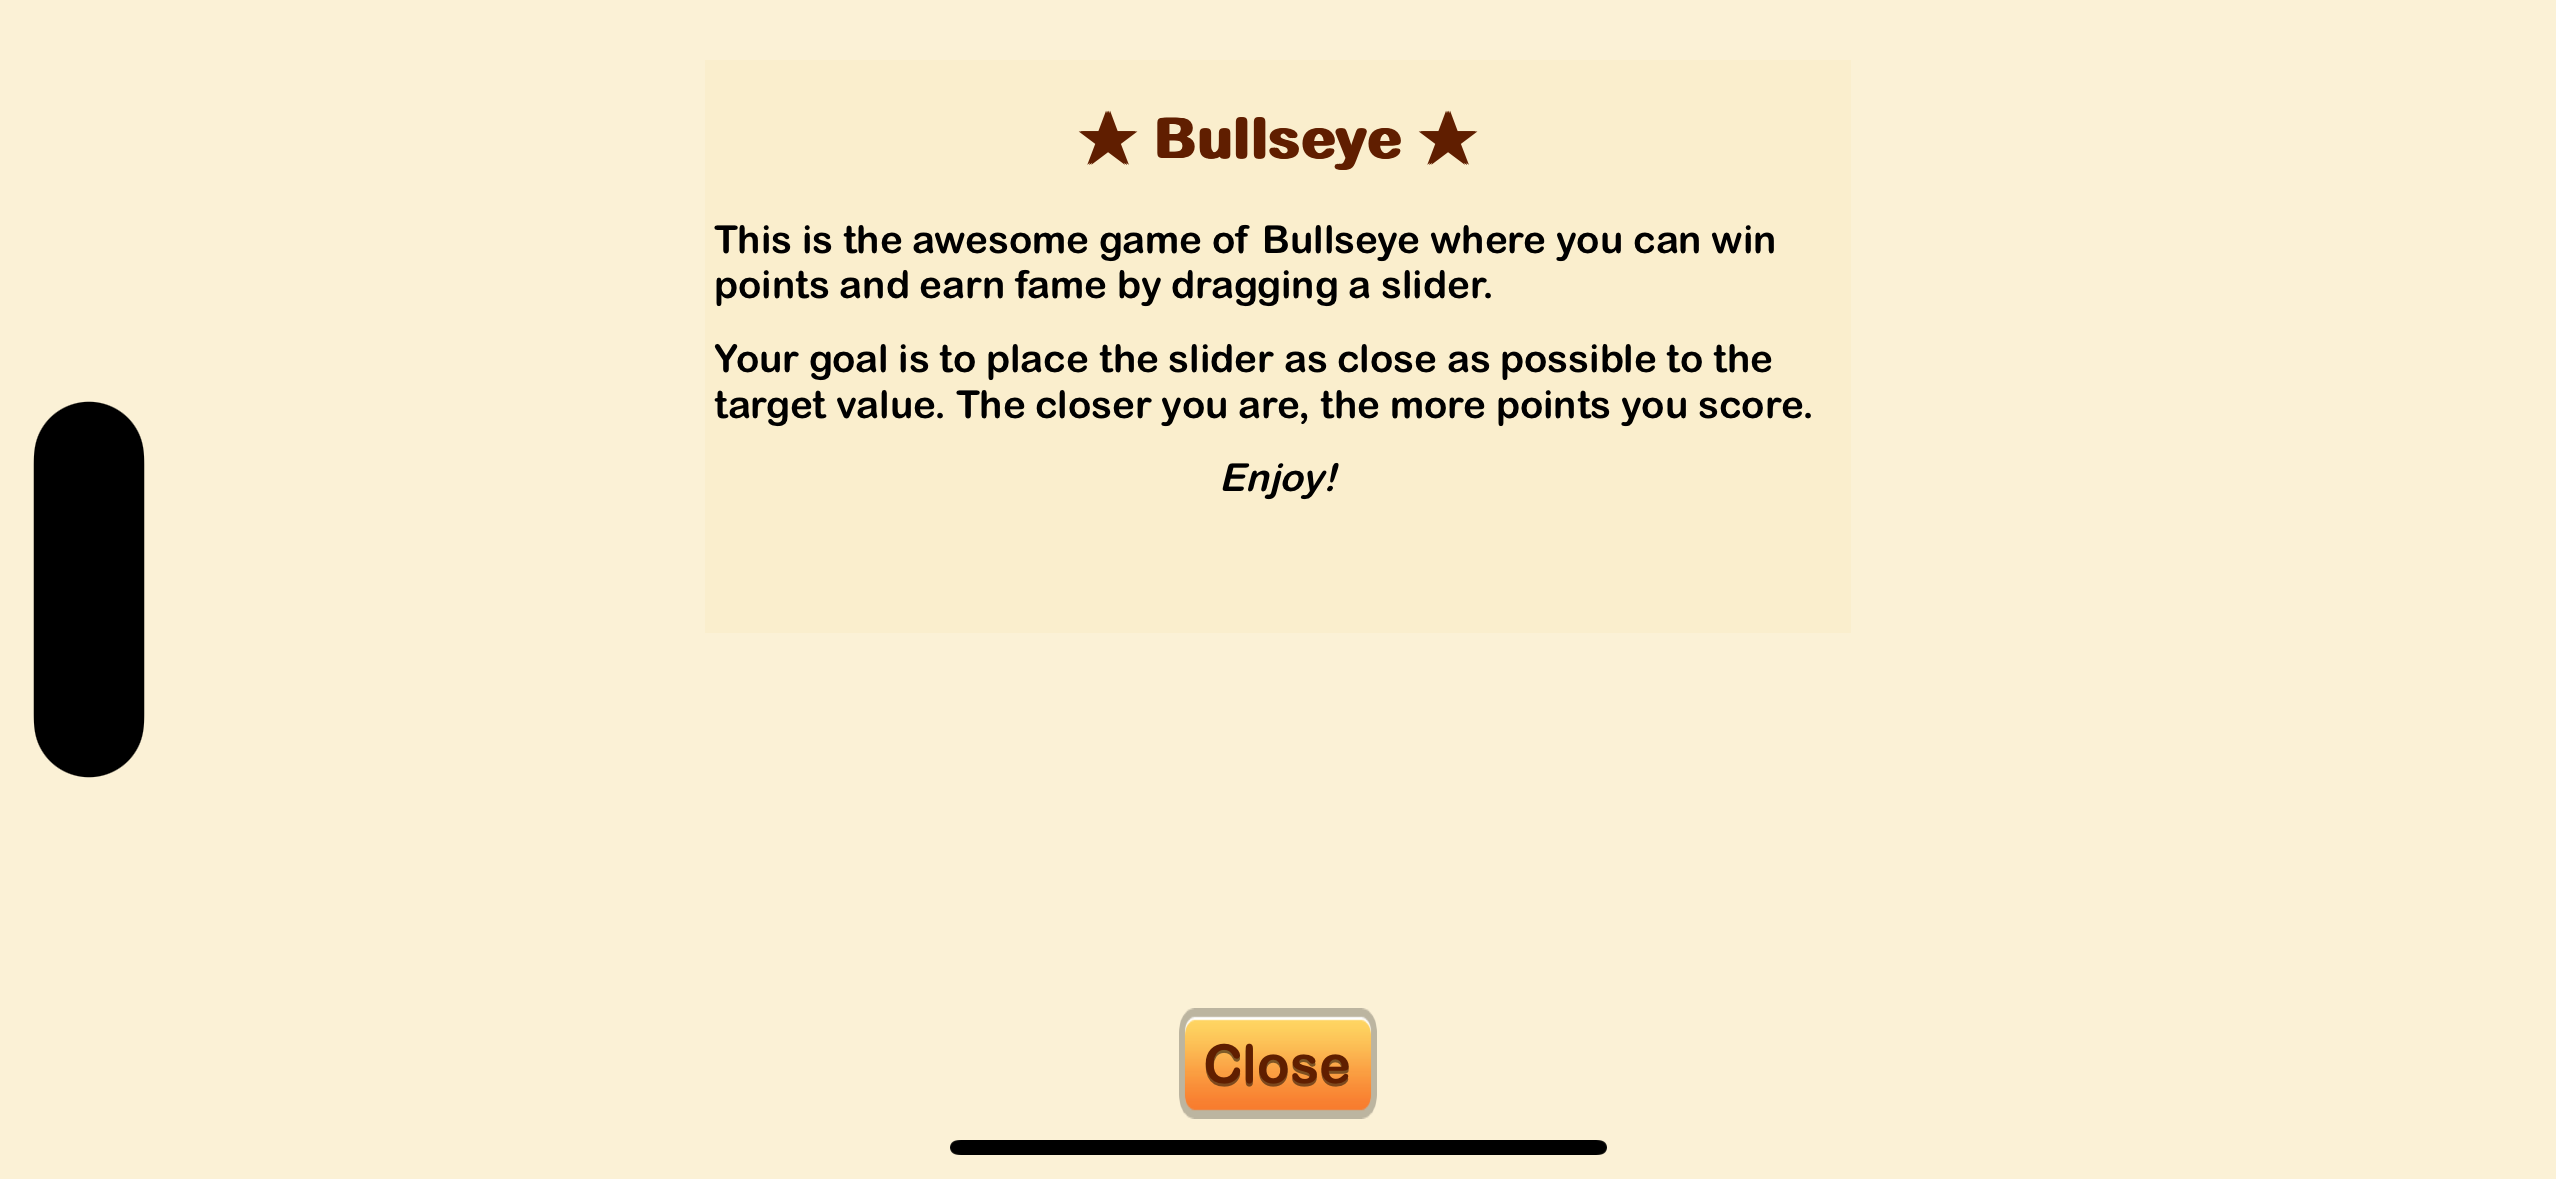 ★ Bullseye ★
This is the awesome game of Bullseye where you can win
points and earn fame by dragging a slider.
Your goal is to place the slider as close as possible to the
target value. The closer you are, the more points you score.
Enjoy!
Close